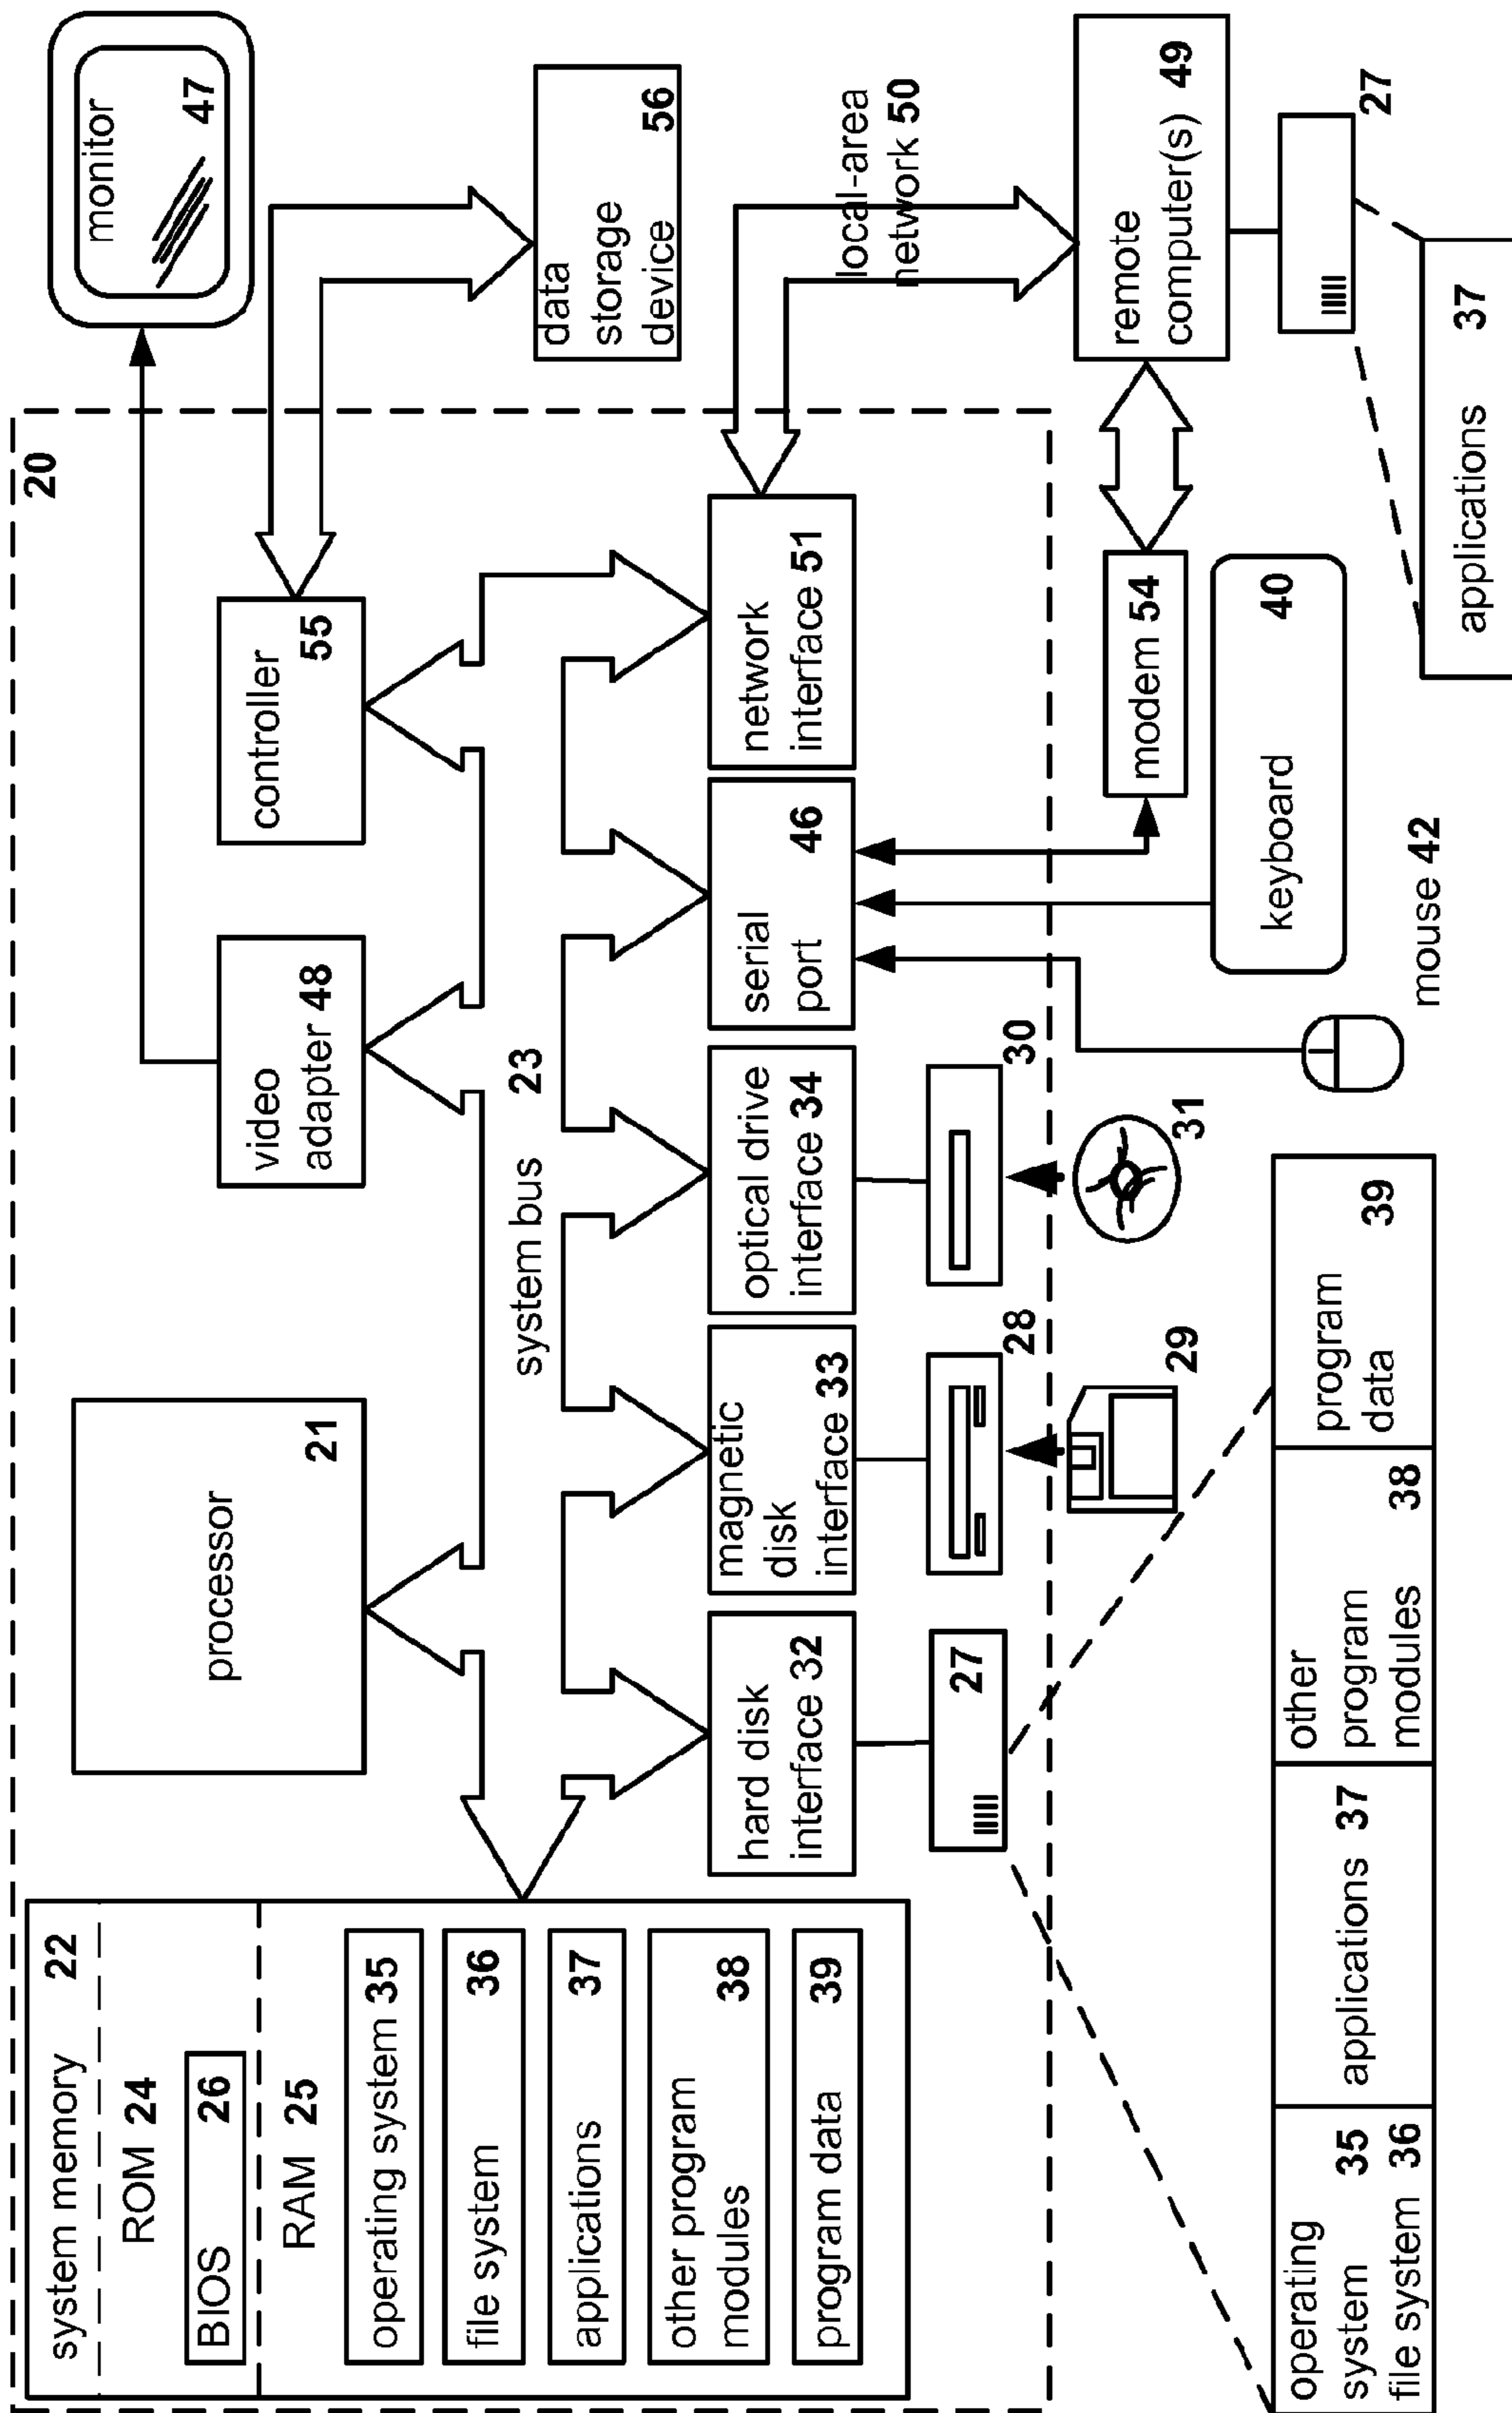 20
system memory 22
ROM 24
BIOS 26
RAM 25
operating system 35
file system 36
applications 37
other program
modules 38
program data 39
processor
21
video
adapter 48
controller
55
monitor
47
system bus 23
data
storage
device 56
hard disk
interface 32
magnetic
disk
interface 33
optical drive
interface 34
serial
port 46
network
interface 51
local-area
network 50
27
28
30
29
31
modem 54
remote
computer(s) 49
keyboard 40
mouse 42
27
operating
system 35
file system 36
applications 37
other
program
modules 38
program
data 39
applications 37